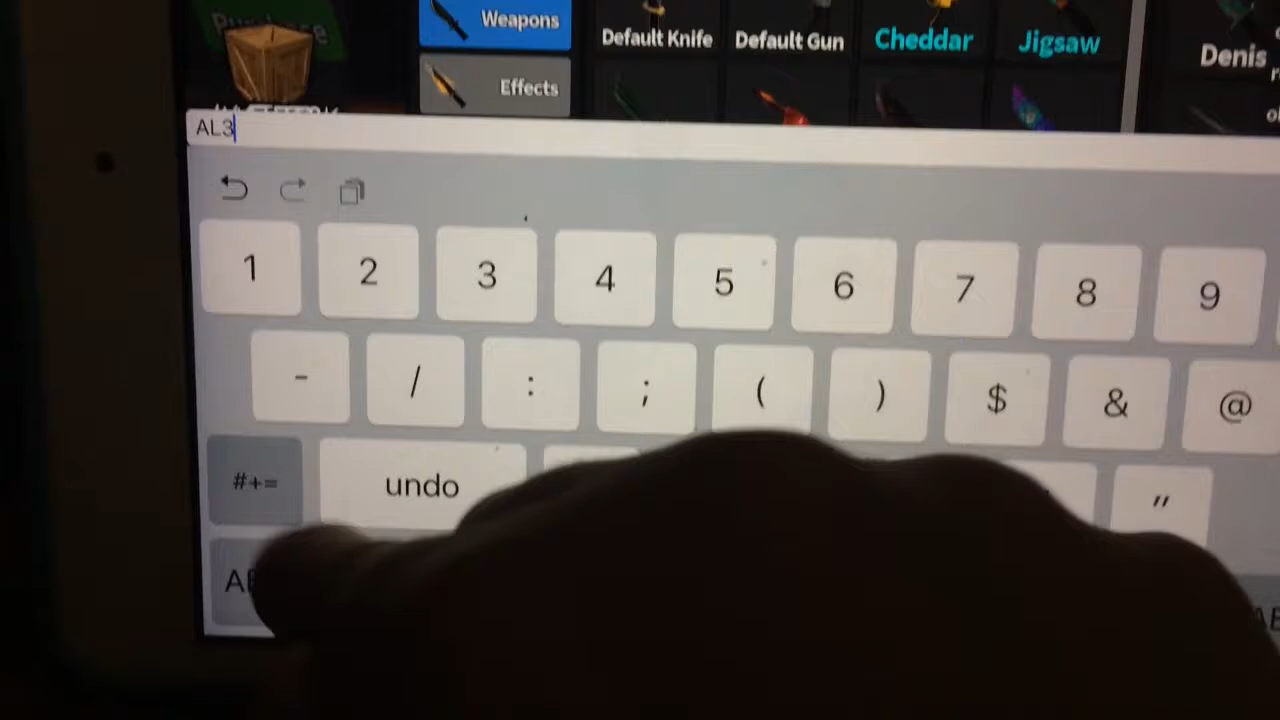 Purchase
Weapons
Effects
Default Knife
Default Gun
Cheddar
Jigsaw
Denis
AL3
1 2 3 4 5 6 7 8 9
- / : ; ( ) $ & @
#+= undo "